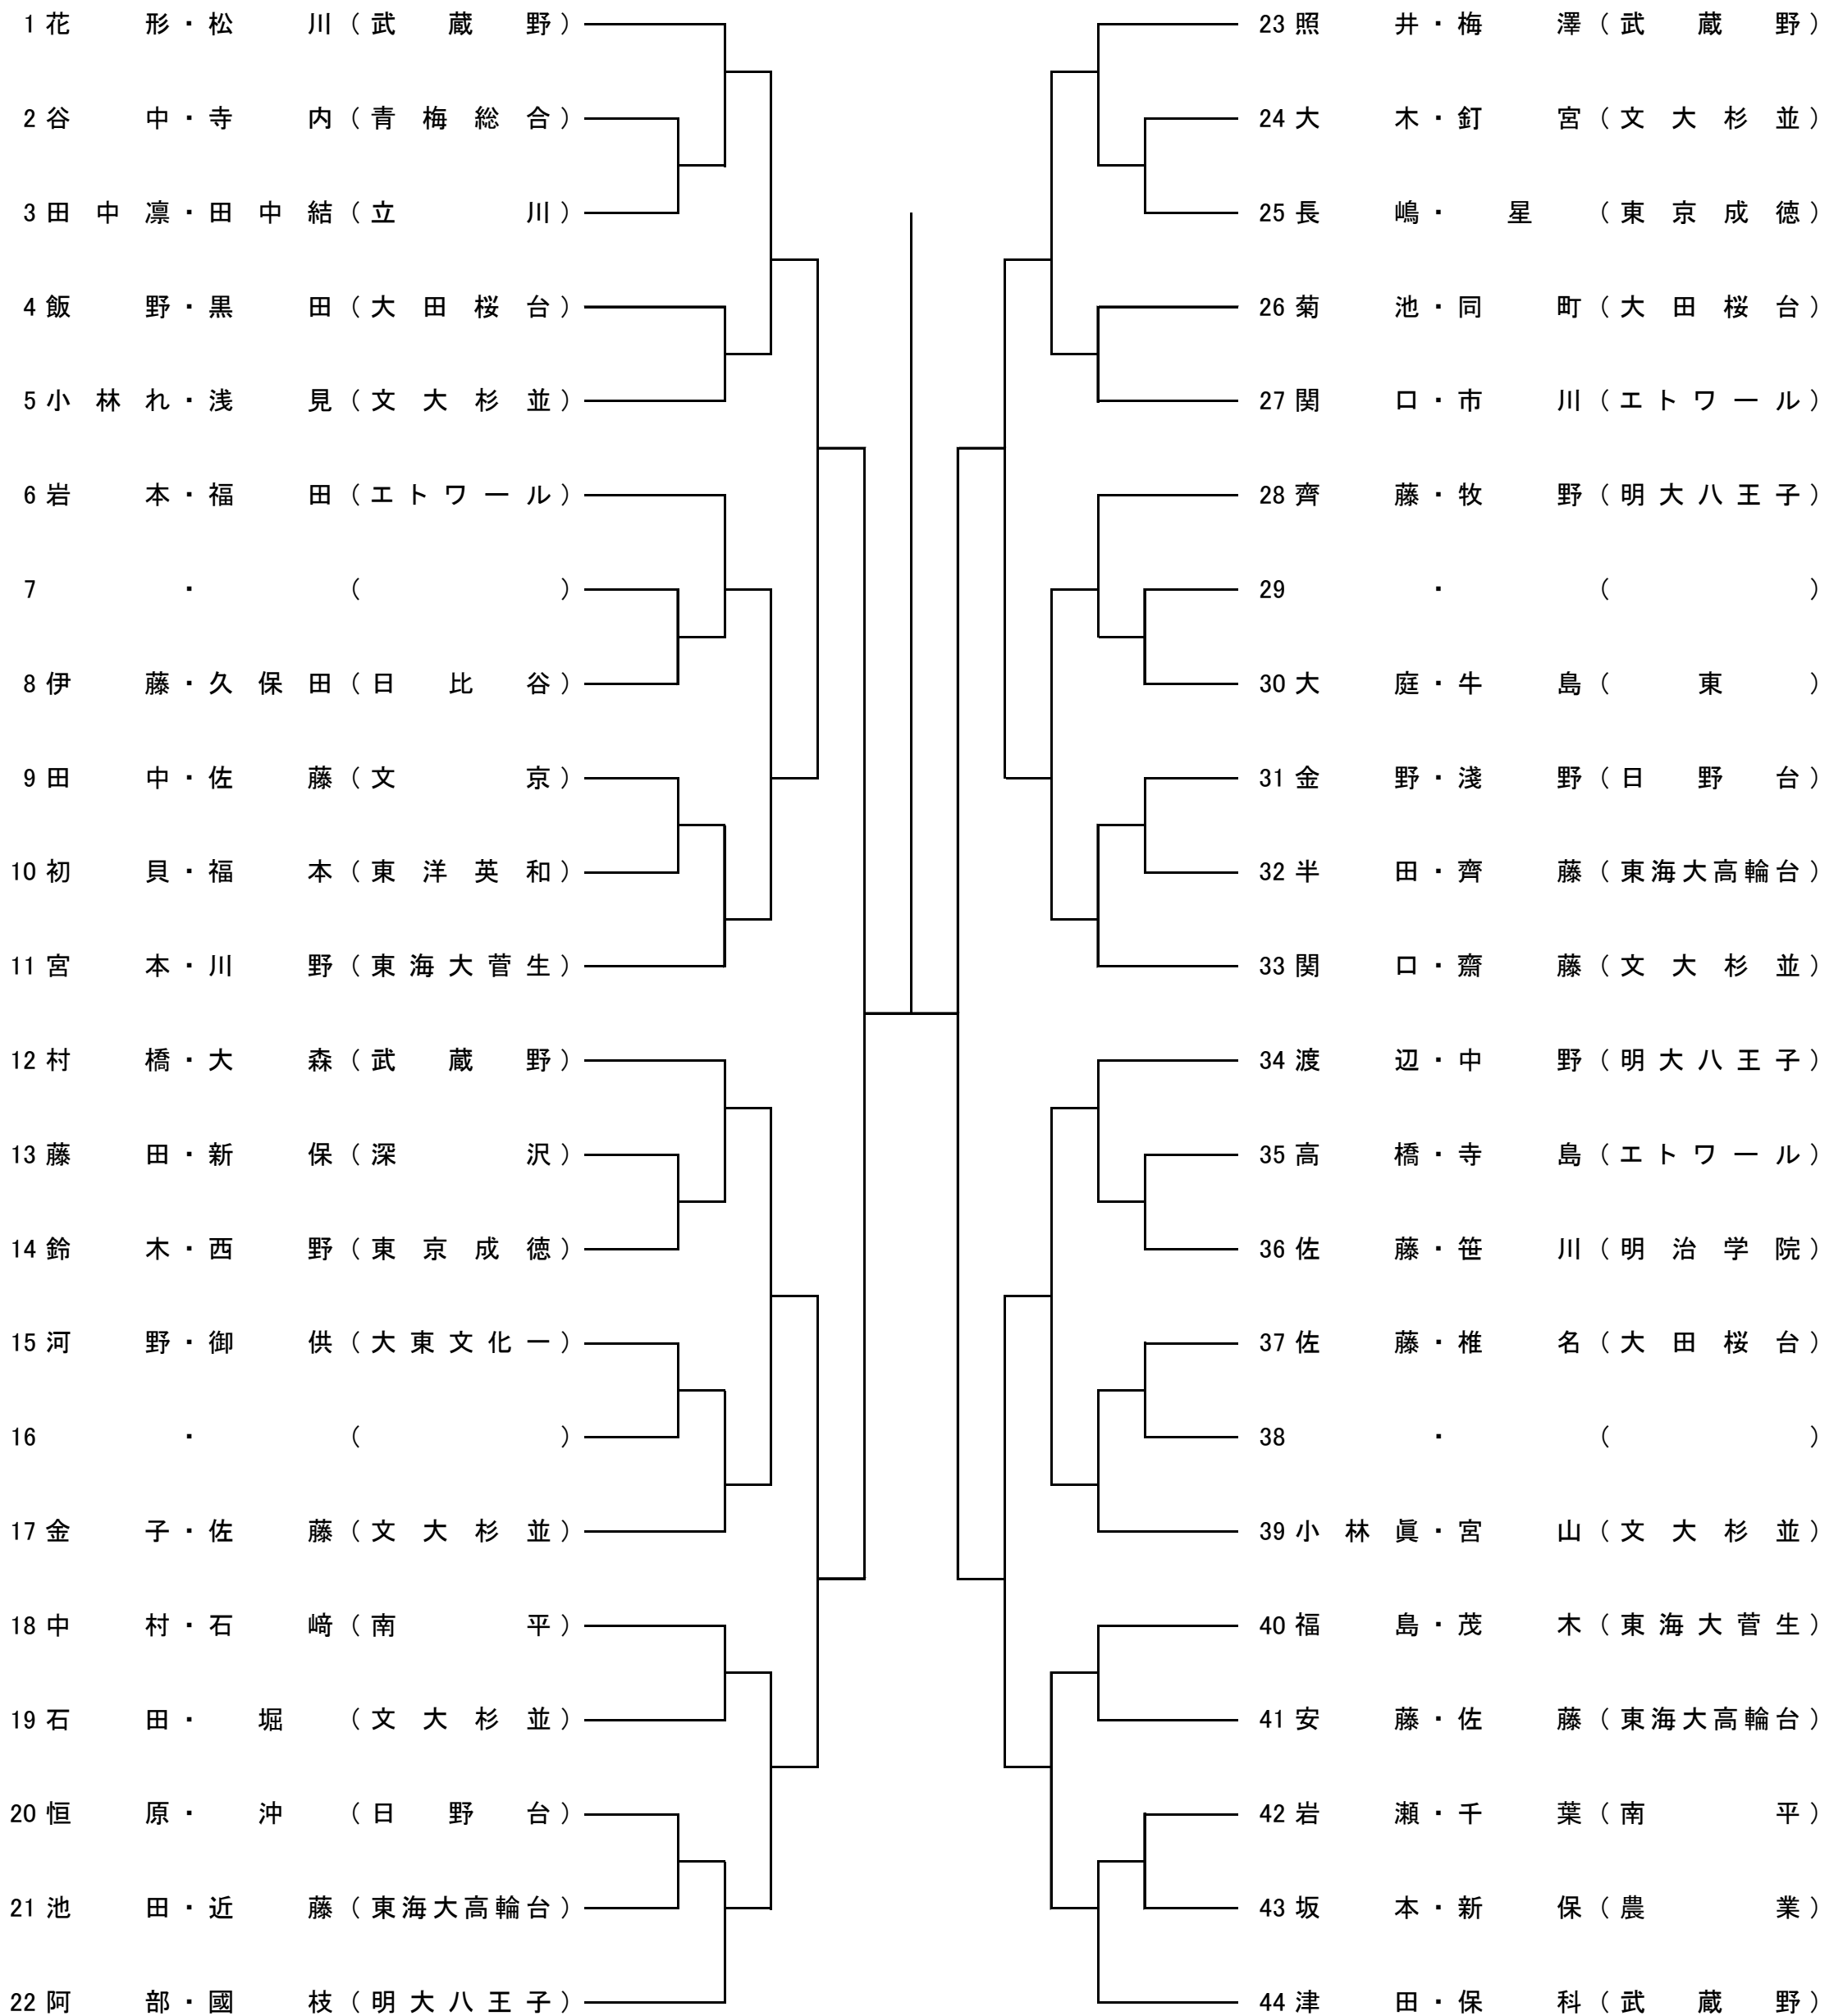 1 花形・松川（武蔵野）
2 谷中・寺内（青梅総合）
3 田中凛・田中結（立川）
4 飯野・黒田（大田桜台）
5 小林れ・浅見（文大杉並）
6 岩本・福田（エトワール）
7 ・（ ）
8 伊藤・久保田（日比谷）
9 田中・佐藤（文京）
10 初貝・福本（東洋英和）
11 宮本・川野（東海大菅生）
12 村橋・大森（武蔵野）
13 藤田・新保（深沢）
14 鈴木・西野（東京成徳）
15 河野・御供（大東文化一）
16 ・（ ）
17 金子・佐藤（文大杉並）
18 中村・石﨑（南平）
19 石田・堀（文大杉並）
20 恒原・沖（日野台）
21 池田・近藤（東海大高輪台）
22 阿部・國枝（明大八王子）
23 照井・梅澤（武蔵野）
24 大木・釘宮（文大杉並）
25 長嶋・星（東京成徳）
26 菊池・同町（大田桜台）
27 関口・市川（エトワール）
28 齊藤・牧野（明大八王子）
29 ・（ ）
30 大庭・牛島（東）
31 金野・淺野（日野台）
32 半田・齊藤（東海大高輪台）
33 関口・齋藤（文大杉並）
34 渡辺・中野（明大八王子）
35 高橋・寺島（エトワール）
36 佐藤・笹川（明治学院）
37 佐藤・椎名（大田桜台）
38 ・（ ）
39 小林眞・宮山（文大杉並）
40 福島・茂木（東海大菅生）
41 安藤・佐藤（東海大高輪台）
42 岩瀬・千葉（南平）
43 坂本・新保（農業）
44 津田・保科（武蔵野）